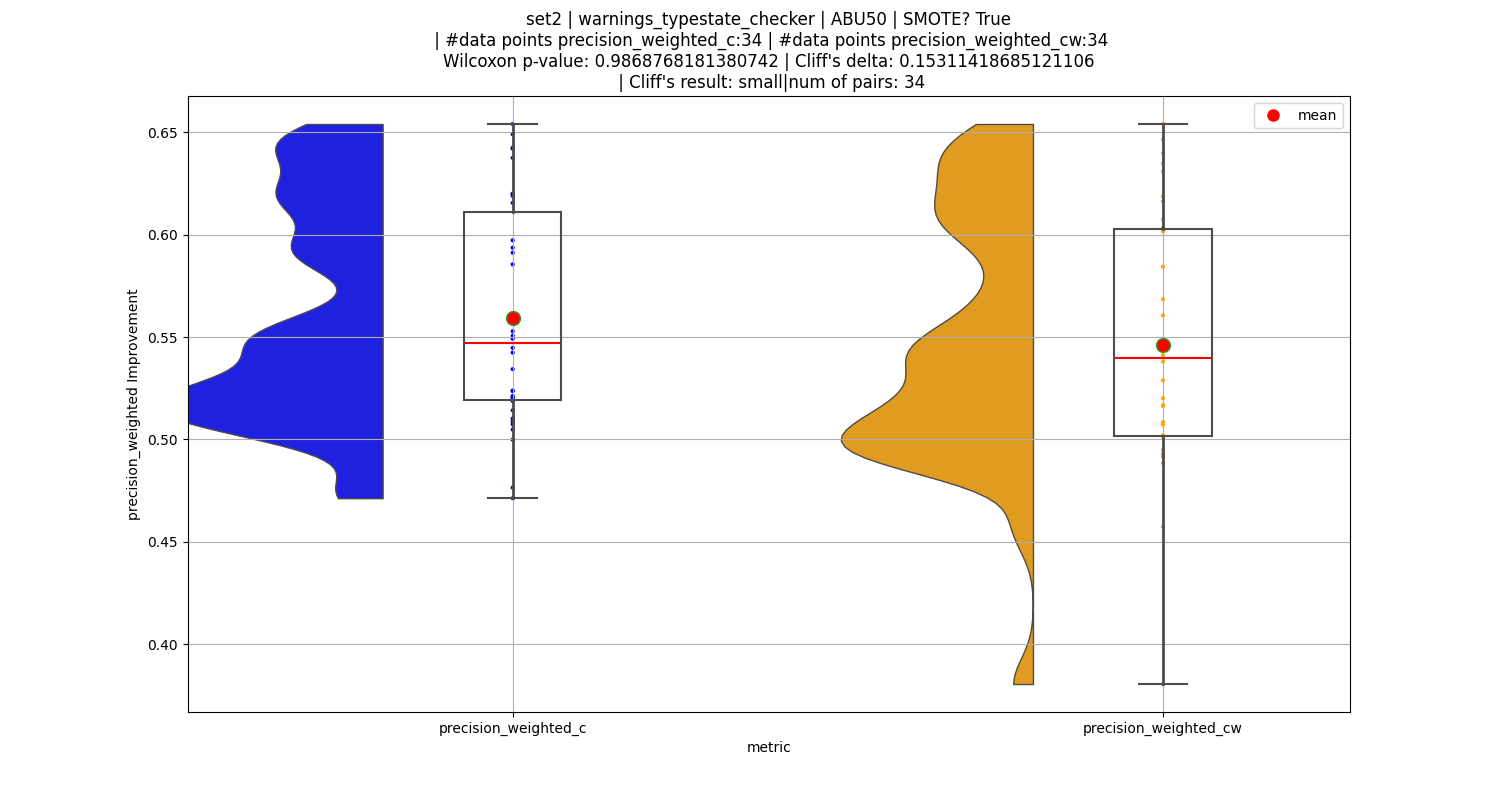 set2 | warnings_typestate_checker | ABU50 | SMOTE? True
| #data points precision_weighted_c:34 | #data points precision_weighted_cw:34
Wilcoxon p-value: 0.9868768181380742 | Cliff's delta: 0.15311418685121106
| Cliff's result: small|num of pairs: 34
mean
precision_weighted Improvement
0.65
0.60
0.55
0.50
0.45
0.40
precision_weighted_c
precision_weighted_cw
metric